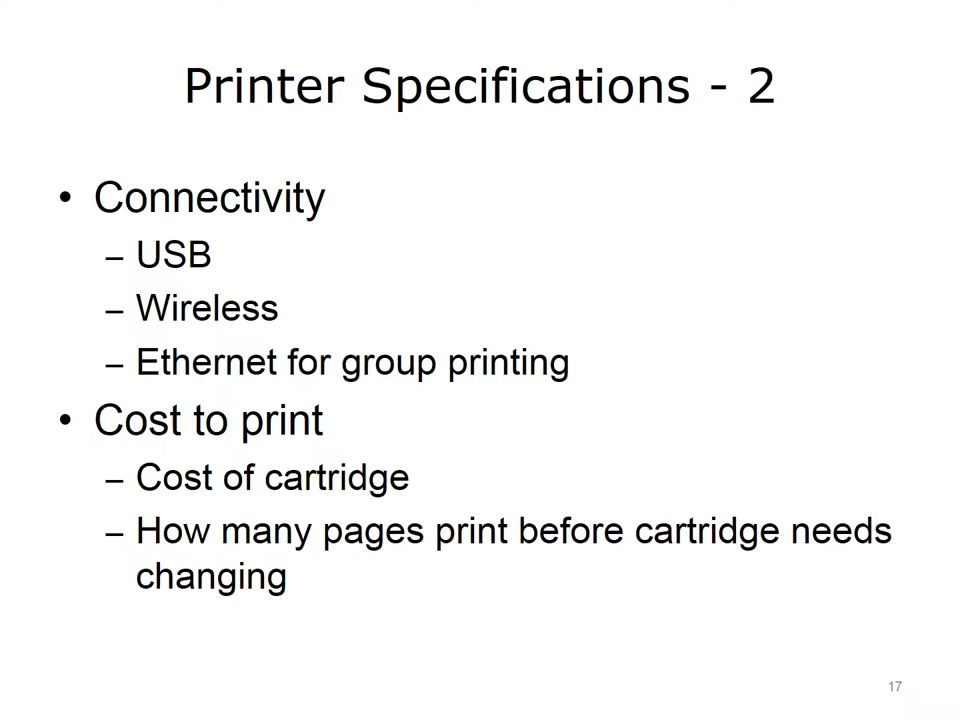 Printer Specifications - 2
• Connectivity
– USB
– Wireless
– Ethernet for group printing
• Cost to print
– Cost of cartridge
– How many pages print before cartridge needs
changing
17